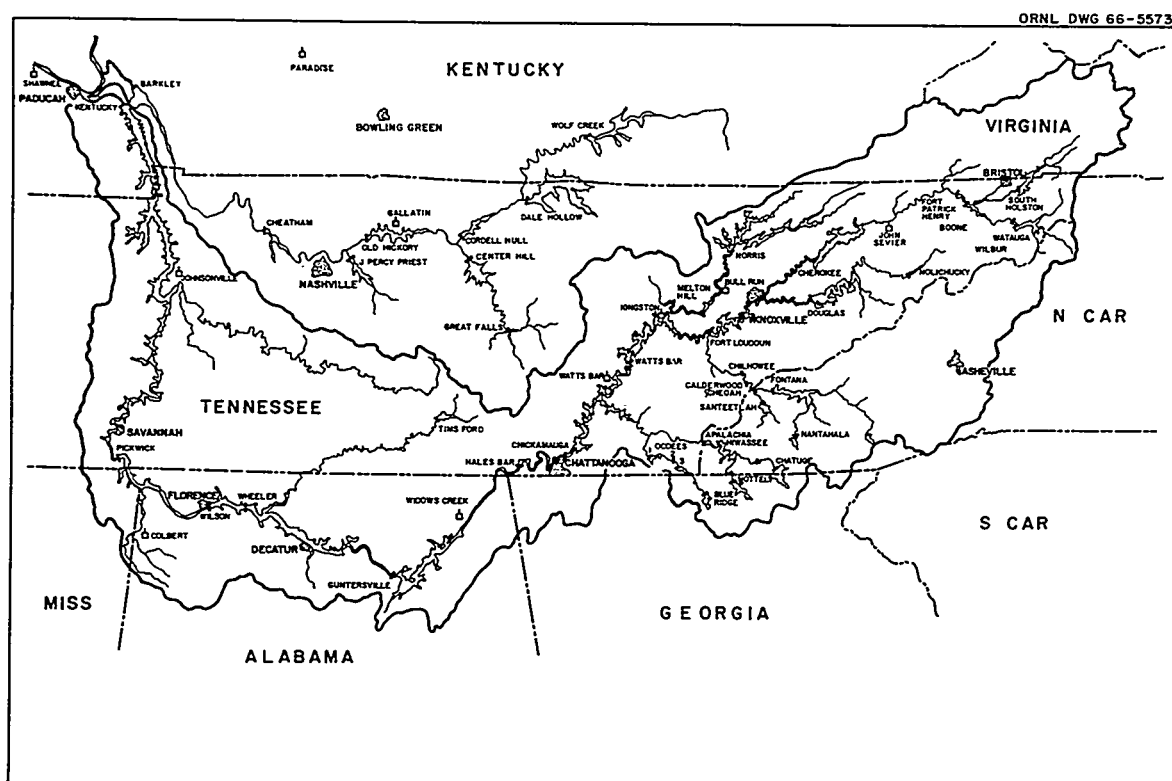 ORNL DWG 66-5573
SHAWNEE
PADUCAH
KENTUCKY
BARKLEY
PARADISE
KENTUCKY
BOWLING GREEN
WOLF CREEK
VIRGINIA
BRISTOL
SOUTH HOLSTON
FORT PATRICK HENRY
BOONE
WATAUGA
WILBUR
JOHN SEVIER
DALE HOLLOW
GALLATIN
CHEATHAM
OLD HICKORY
CORDELL HULL
J PERCY PRIEST
CENTER HILL
NASHVILLE
NORRIS
CHEROKEE
NOLICHUCKY
BULL RUN
MELTON HILL
JOHNSONVILLE
KINGSTON
KNOXVILLE
DOUGLAS
N CAR
GREAT FALLS
FORT LOUDOUN
WATTS BAR
CHILHOWEE
WATTS BAR
CALDERWOOD
FONTANA
CHEOAH
SANTEETLAH
ASHEVILLE
TENNESSEE
SAVANNAH
TIMS FORD
PICKWICK
CHICKAMAUGA
OCOEES
APALACHIA
HIWASSEE
NANTAHALA
HALES BAR
CHATTANOOGA
CHATUGE
NOTTELY
BLUE RIDGE
FLORENCE
WHEELER
WILSON
WIDOWS CREEK
COLBERT
DECATUR
GUNTERSVILLE
S CAR
MISS
GEORGIA
ALABAMA